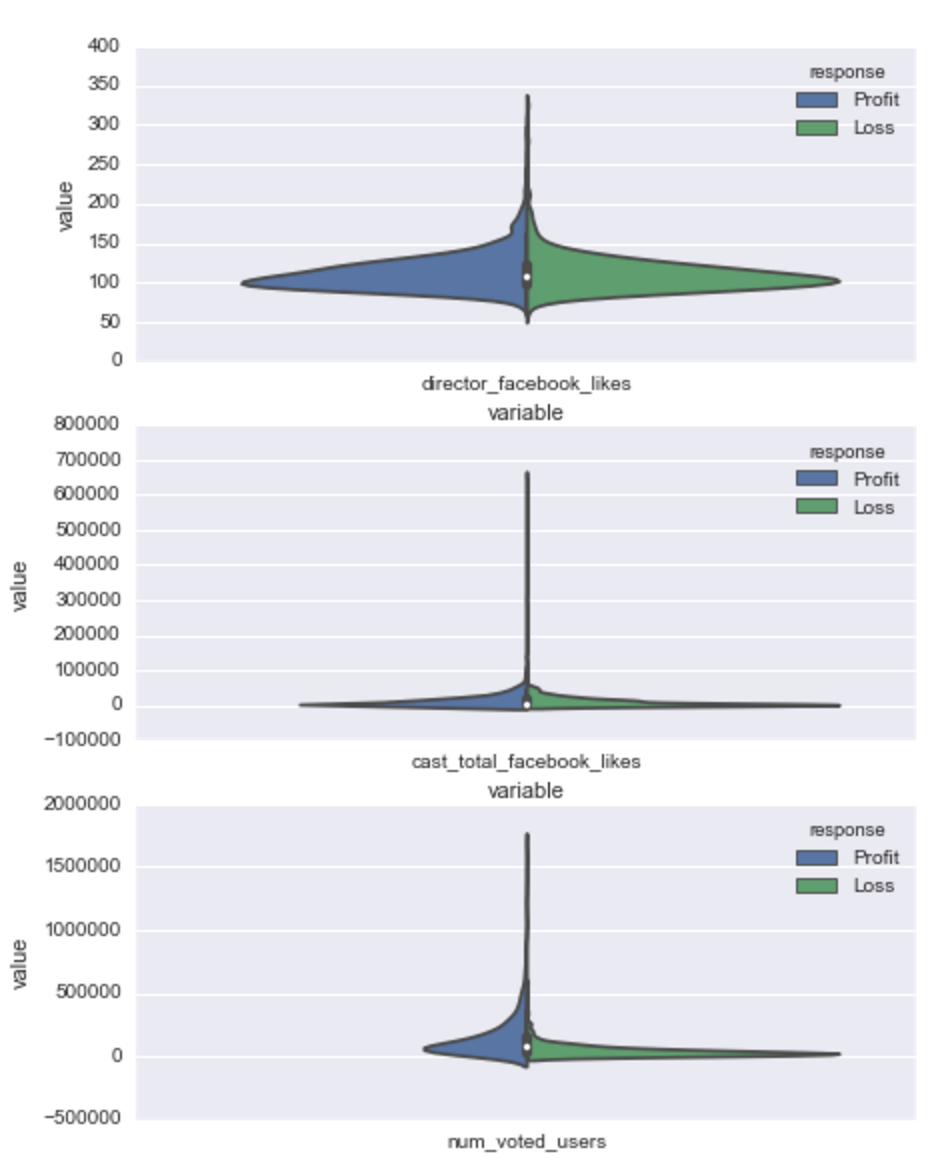 400
350
300
250
200
150
100
50
0
value
response
Profit
Loss
director_facebook_likes
variable
800000
700000
600000
500000
400000
300000
200000
100000
0
−100000
value
response
Profit
Loss
cast_total_facebook_likes
variable
2000000
1500000
1000000
500000
0
−500000
value
response
Profit
Loss
num_voted_users